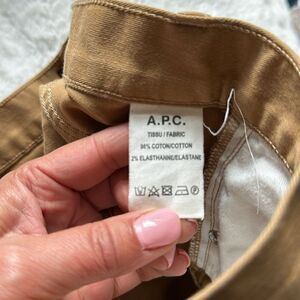 A.P.C.
TISSU / FABRIC
98% COTON/COTTON
2% ELASTHANNE/ELASTANE